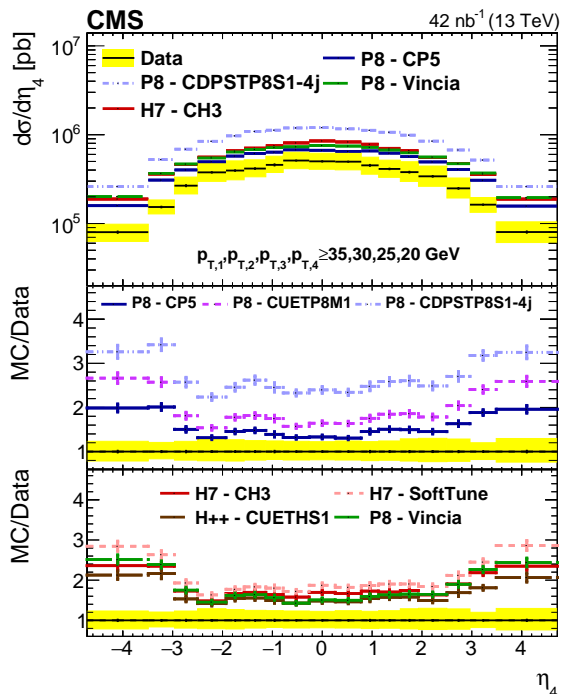 CMS 42 nb⁻¹ (13 TeV)
dσ/dη₄ [pb]
10⁷
10⁶
10⁵
Data P8 - CP5
P8 - CDPSTP8S1-4j P8 - Vincia
H7 - CH3
p_T,1,p_T,2,p_T,3,p_T,4≥35,30,25,20 GeV
MC/Data
P8 - CP5 P8 - CUETP8M1 P8 - CDPSTP8S1-4j
4
3
2
1
MC/Data
H7 - CH3 H7 - SoftTune
H++ - CUETHS1 P8 - Vincia
4
3
2
1
−4 −3 −2 −1 0 1 2 3 4
η₄